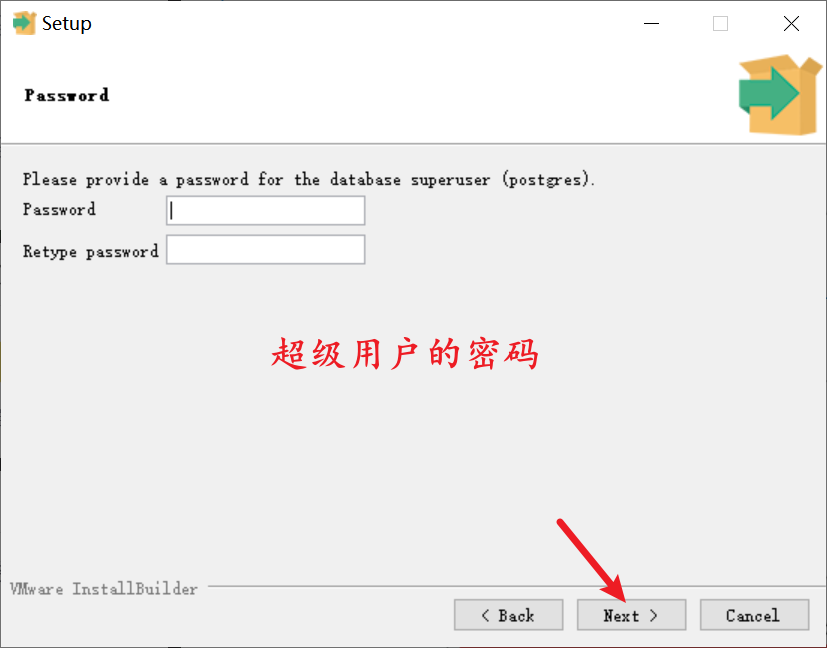 Setup
Password
Please provide a password for the database superuser (postgres).
Password
Retype password
超级用户的密码
VMware InstallBuilder
< Back
Next >
Cancel